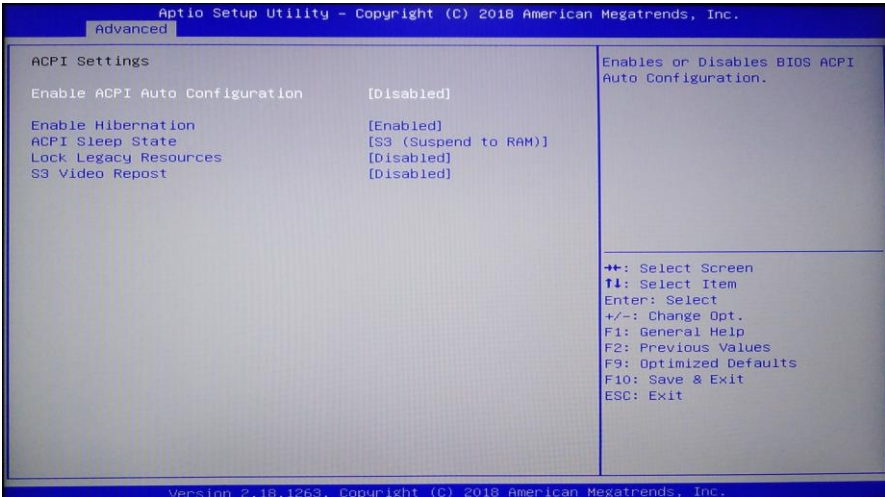 Aptio Setup Utility – Copyright (C) 2018 American Megatrends, Inc.
Advanced
ACPI Settings
Enable ACPI Auto Configuration [Disabled]
Enable Hibernation [Enabled]
ACPI Sleep State [S3 (Suspend to RAM)]
Lock Legacy Resources [Disabled]
S3 Video Repost [Disabled]
Enables or Disables BIOS ACPI
Auto Configuration.
→←: Select Screen
↑↓: Select Item
Enter: Select
+/-: Change Opt.
F1: General Help
F2: Previous Values
F9: Optimized Defaults
F10: Save & Exit
ESC: Exit
Version 2.18.1263. Copyright (C) 2018 American Megatrends, Inc.